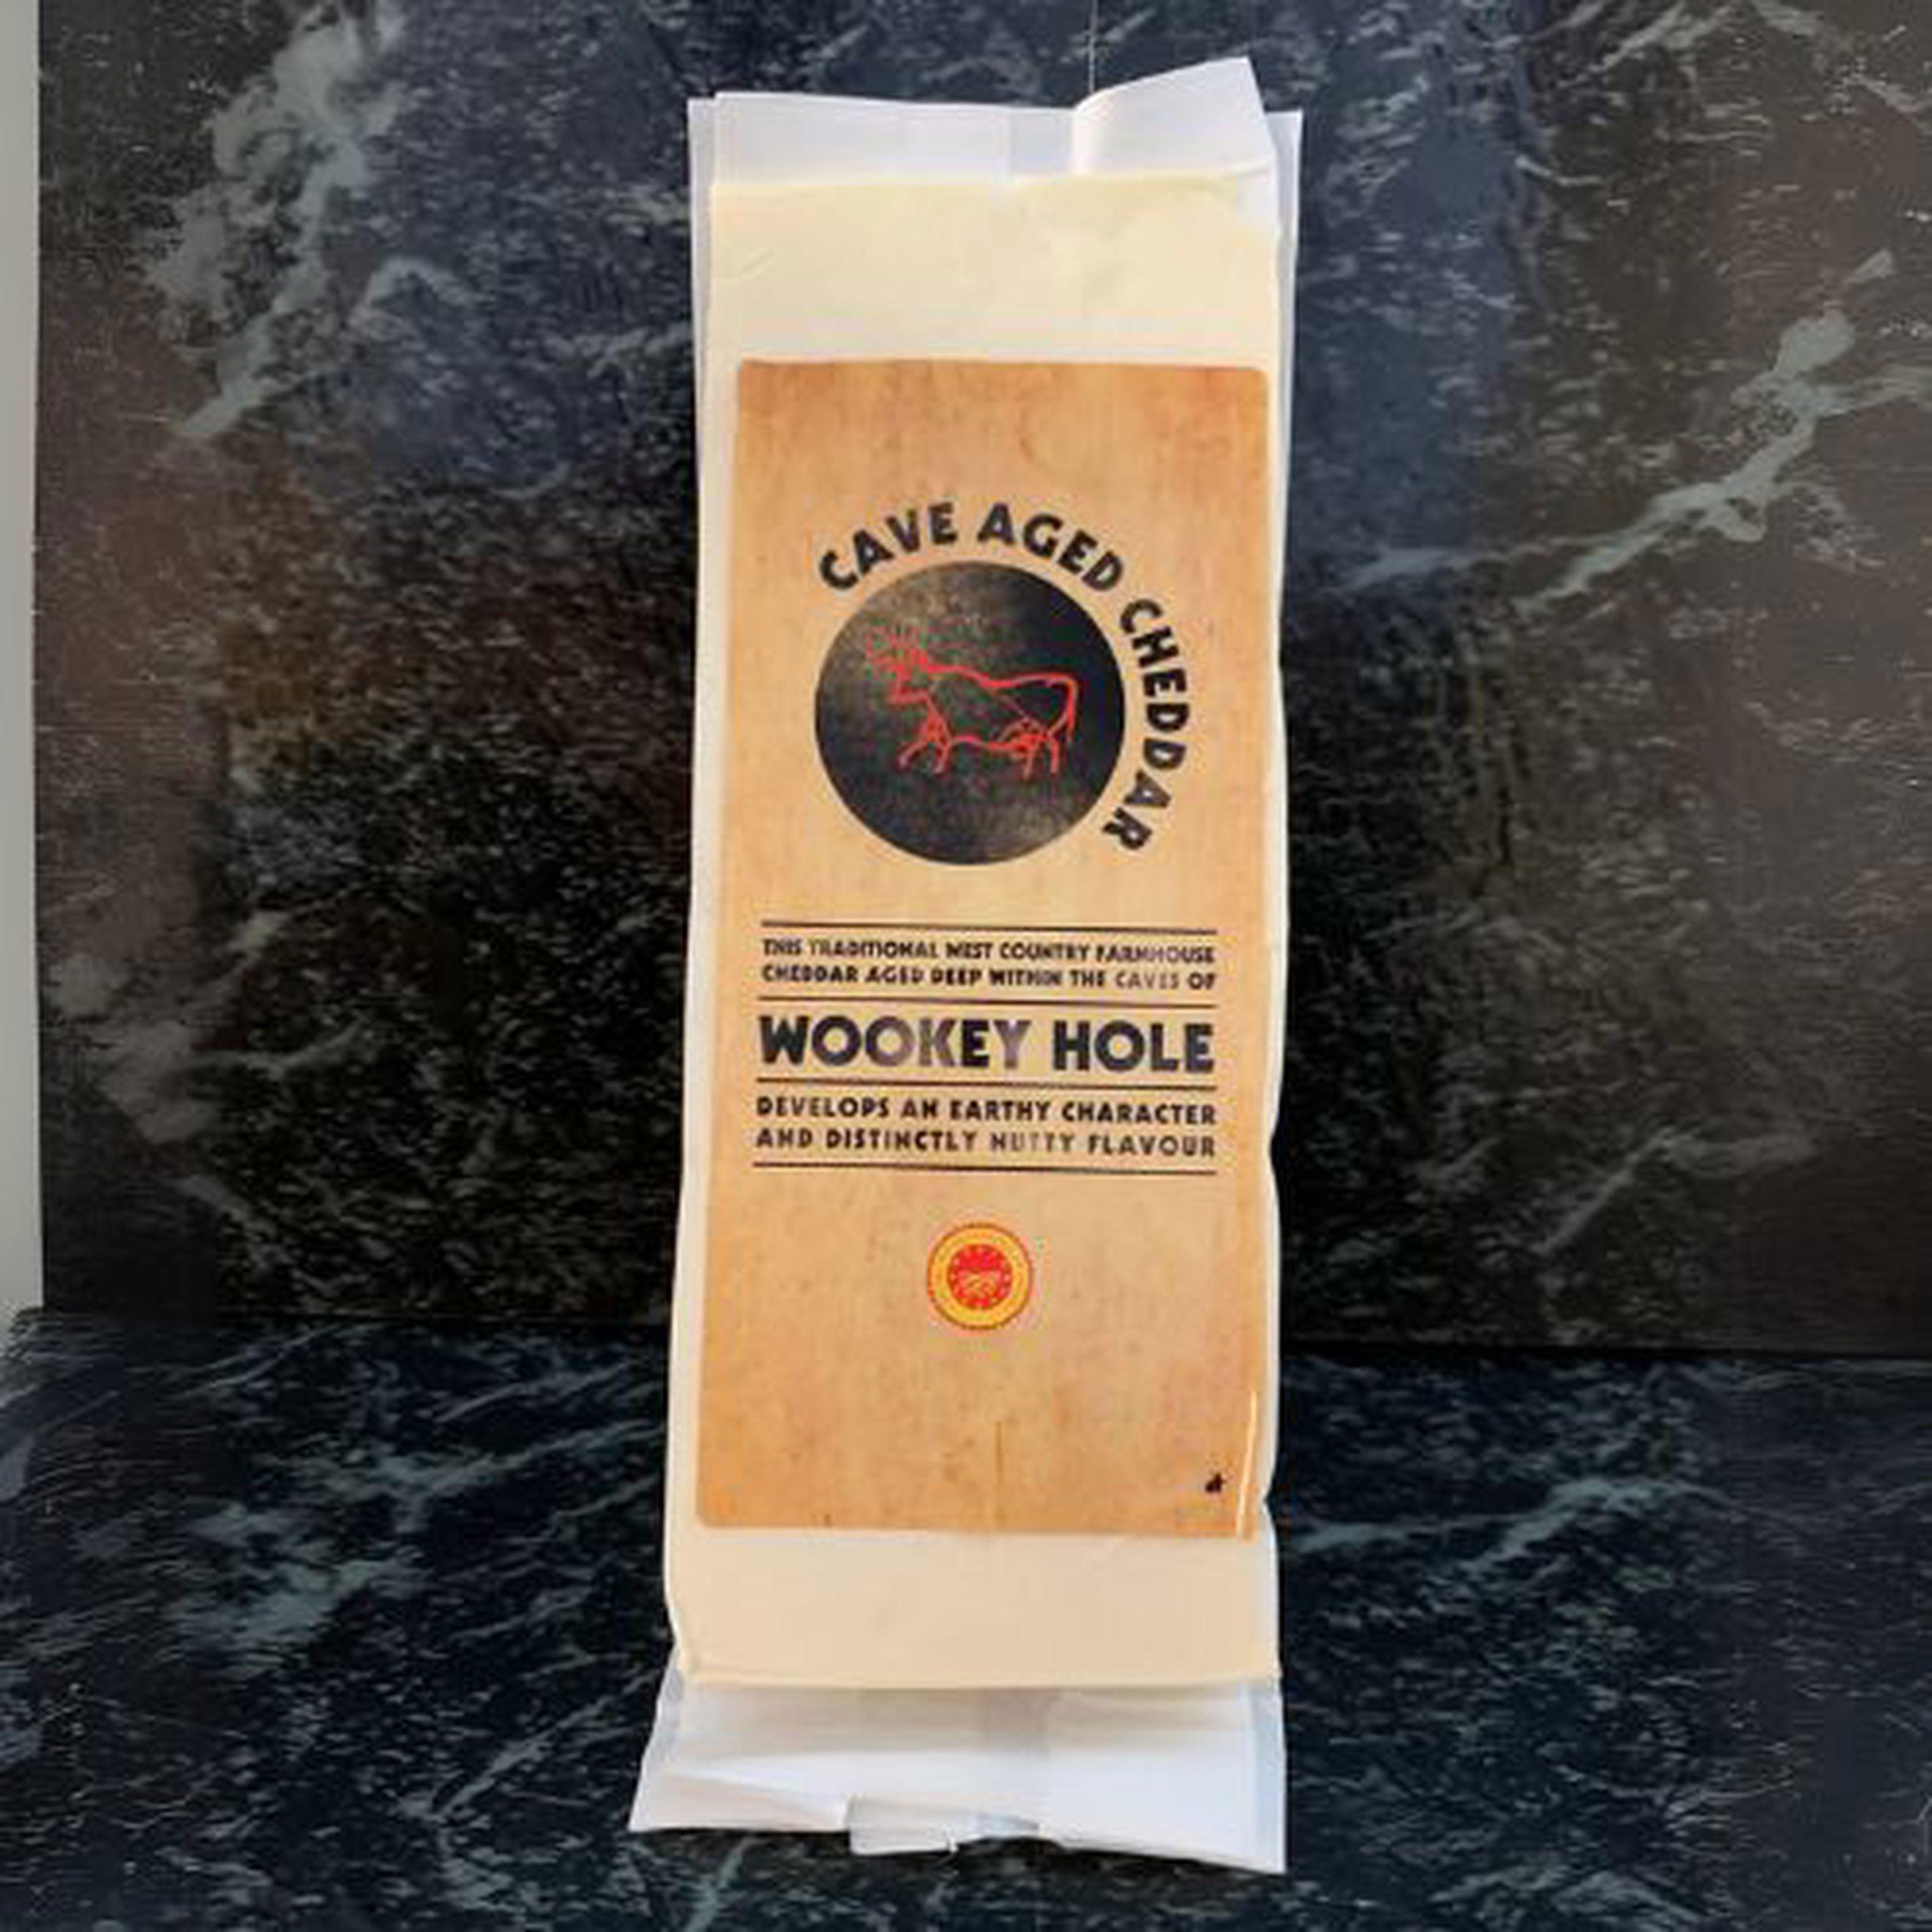 CAVE AGED CHEDDAR
THIS TRADITIONAL WEST COUNTRY FARMHOUSE
CHEDDAR AGED DEEP WITHIN THE CAVES OF
WOOKEY HOLE
DEVELOPS AN EARTHY CHARACTER
AND DISTINCTLY NUTTY FLAVOUR